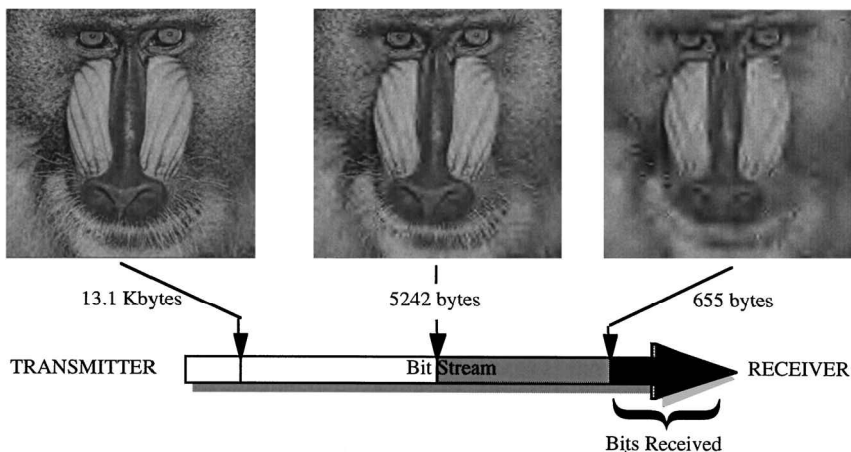 13.1 Kbytes
5242 bytes
655 bytes
TRANSMITTER
Bit Stream
RECEIVER
Bits Received